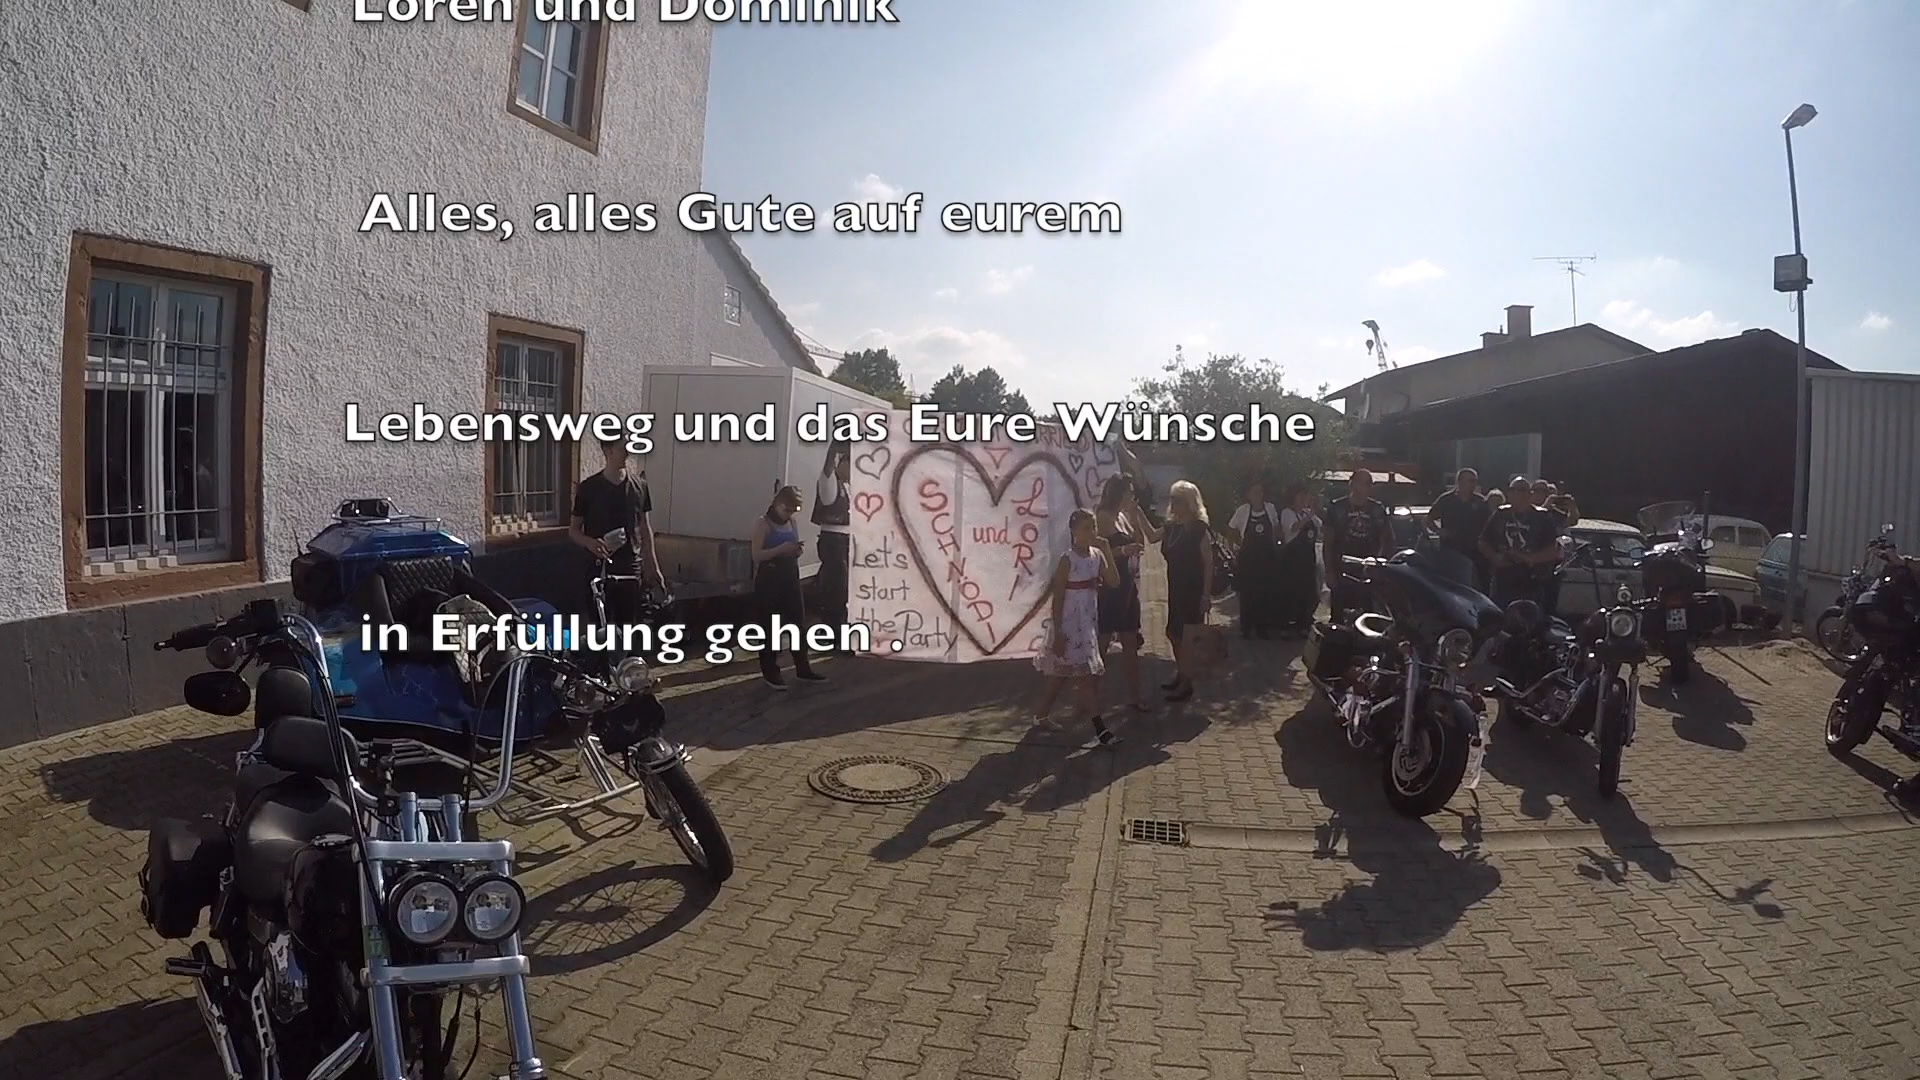 Loren und Dominik
Alles, alles Gute auf eurem
Lebensweg und das Eure Wünsche
in Erfüllung gehen .
SCHNÖDI
und
LORI
Let's
start
the Party